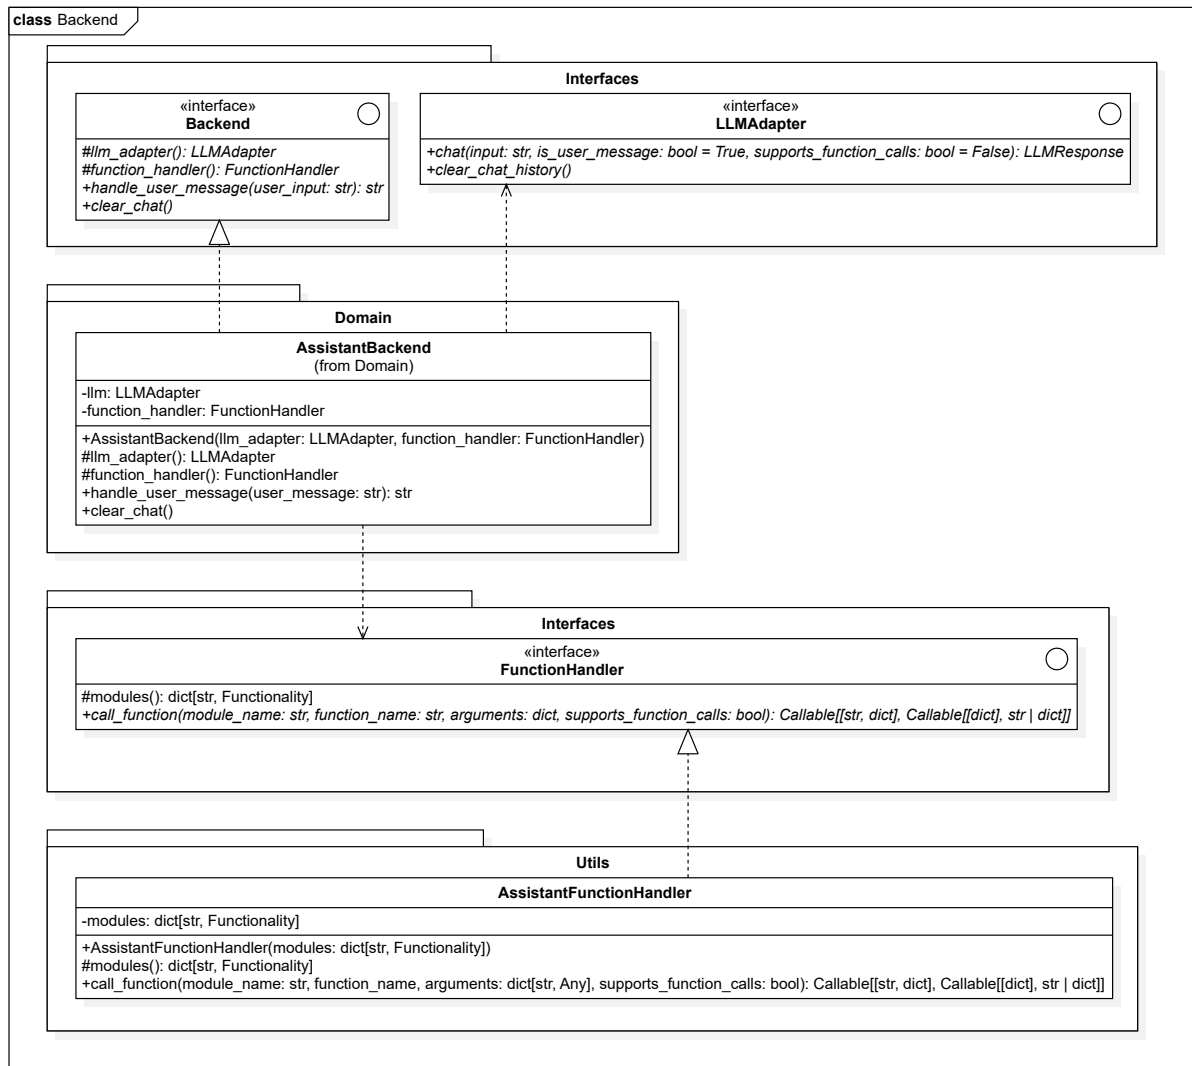 class Backend
Interfaces
«interface»
Backend
#llm_adapter(): LLMAdapter
#function_handler(): FunctionHandler
+handle_user_message(user_input: str): str
+clear_chat()
«interface»
LLMAdapter
+chat(input: str, is_user_message: bool = True, supports_function_calls: bool = False): LLMResponse
+clear_chat_history()
Domain
AssistantBackend
(from Domain)
-llm: LLMAdapter
-function_handler: FunctionHandler
+AssistantBackend(llm_adapter: LLMAdapter, function_handler: FunctionHandler)
#llm_adapter(): LLMAdapter
#function_handler(): FunctionHandler
+handle_user_message(user_message: str): str
+clear_chat()
Interfaces
«interface»
FunctionHandler
#modules(): dict[str, Functionality]
+call_function(module_name: str, function_name: str, arguments: dict, supports_function_calls: bool): Callable[[str, dict], Callable[[dict], str | dict]]
Utils
AssistantFunctionHandler
-modules: dict[str, Functionality]
+AssistantFunctionHandler(modules: dict[str, Functionality])
#modules(): dict[str, Functionality]
+call_function(module_name: str, function_name, arguments: dict[str, Any], supports_function_calls: bool): Callable[[str, dict], Callable[[dict], str | dict]]